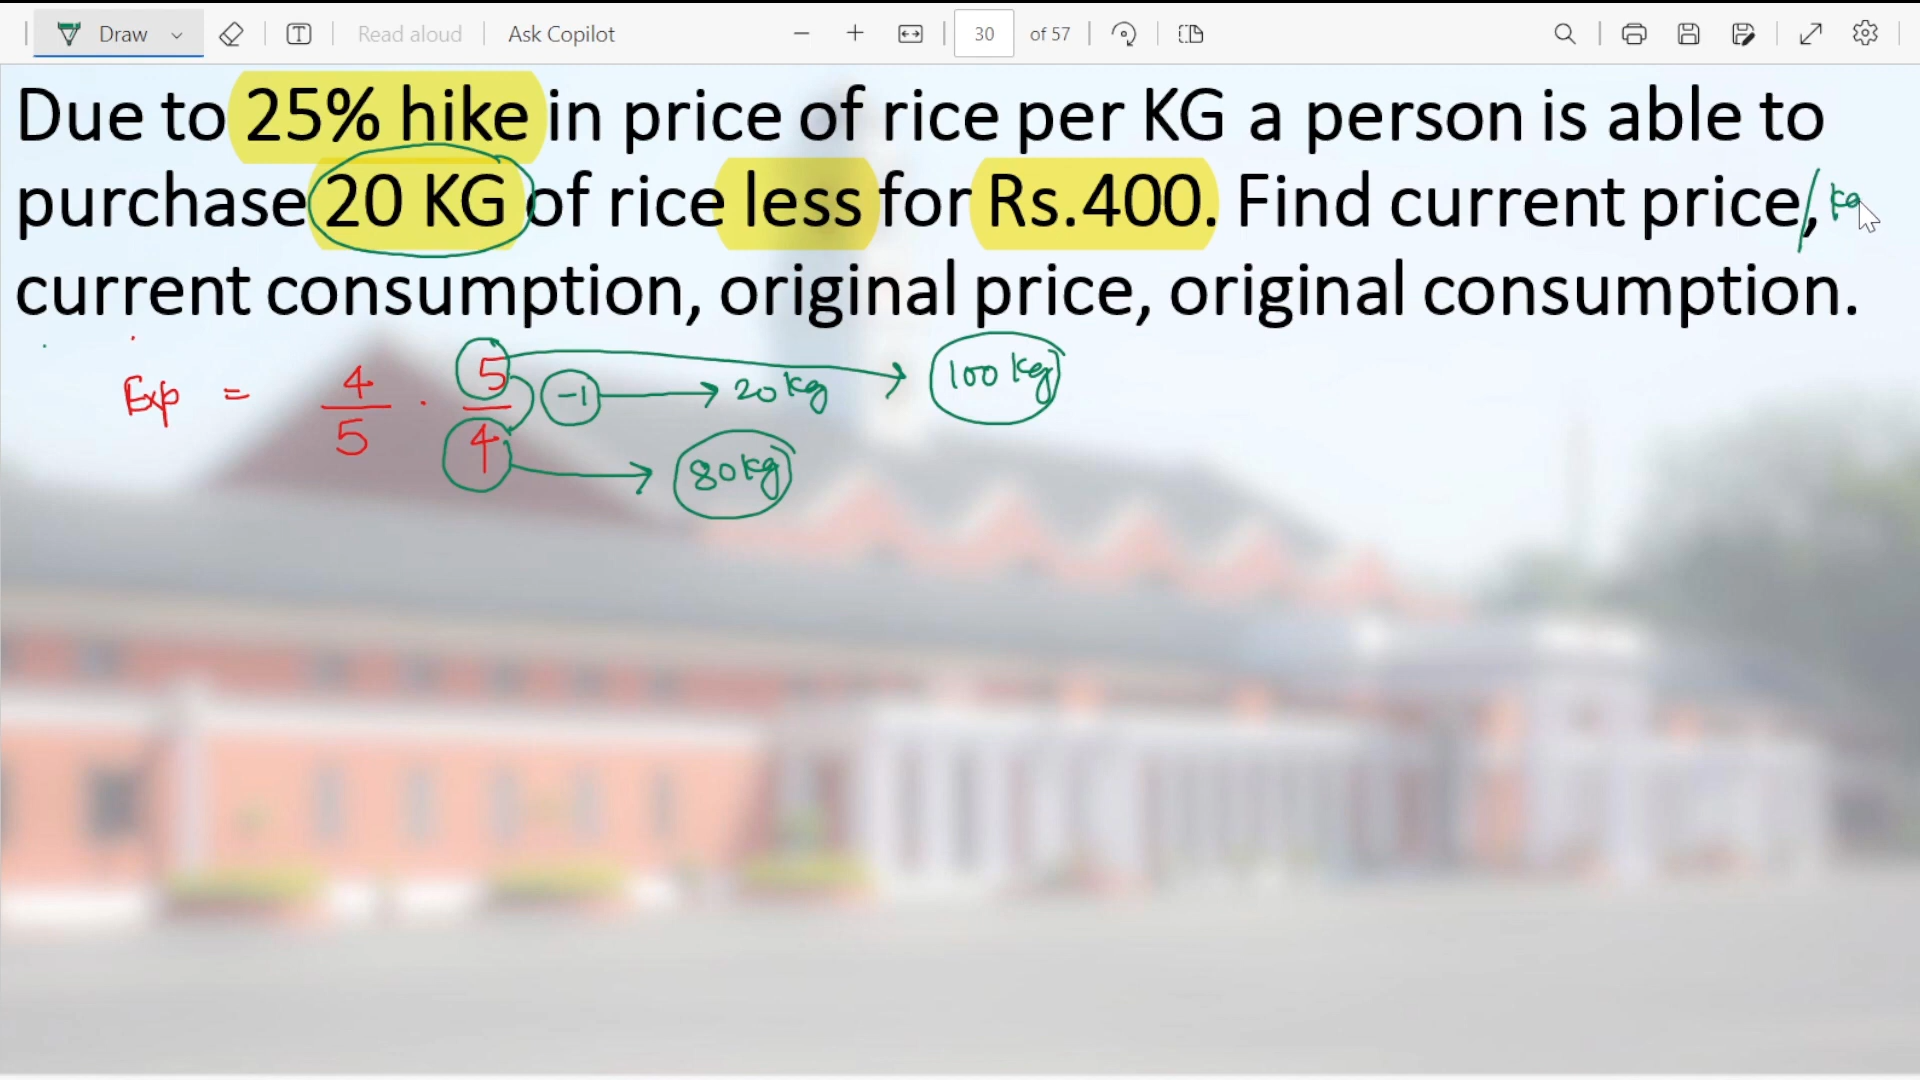 Draw Read aloud Ask Copilot 30 of 57
Due to 25% hike in price of rice per KG a person is able to
purchase 20 KG of rice less for Rs.400. Find current price,/kg
current consumption, original price, original consumption.
Exp = 4/5 · 5/4 -1 → 20 kg → 100 kg
→ 80 kg